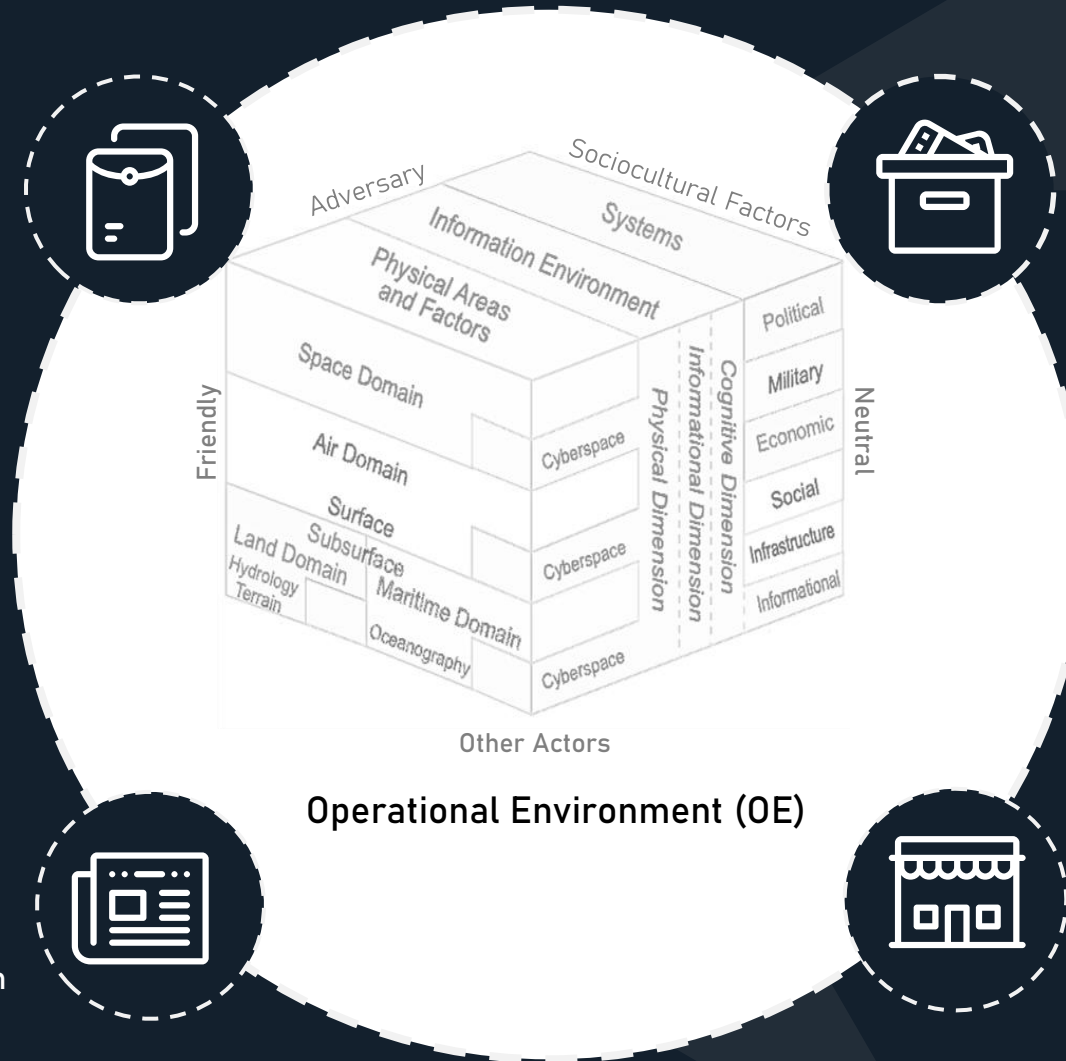 Adversary
Sociocultural Factors
Systems
Information Environment
Physical Areas
and Factors
Space Domain
Air Domain
Surface
Subsurface
Land Domain
Hydrology
Terrain
Maritime Domain
Oceanography
Cyberspace
Cyberspace
Cyberspace
Physical Dimension
Informational Dimension
Cognitive Dimension
Political
Military
Economic
Social
Infrastructure
Informational
Friendly
Neutral
Other Actors
Operational Environment (OE)